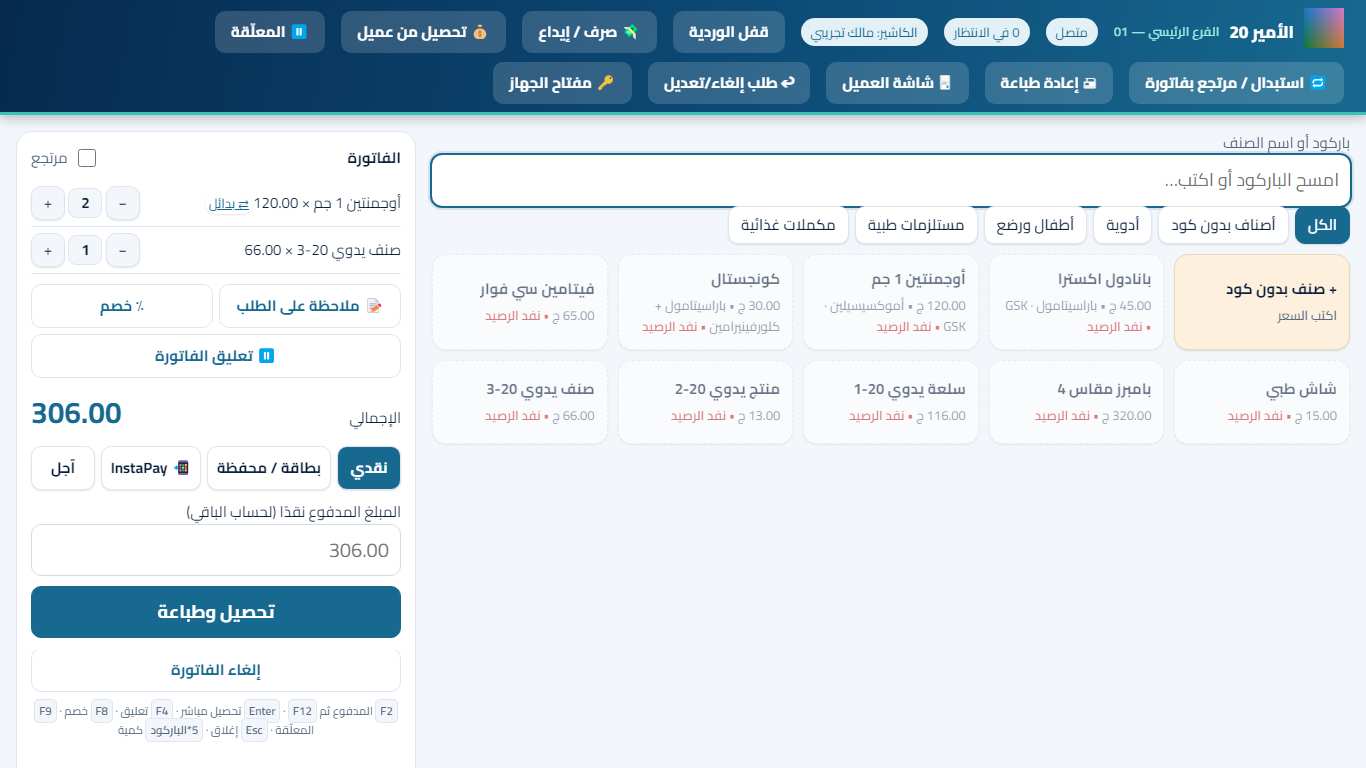 الأمير 20
الفرع الرئيسي — 01
متصل
0 في الانتظار
الكاشير: مالك تجريبي
قفل الوردية
💸 صرف / إيداع
💰 تحصيل من عميل
⏸ المعلّقة
🔁 استبدال / مرتجع بفاتورة
🖨 إعادة طباعة
شاشة العميل
↩ طلب إلغاء/تعديل
🔑 مفتاح الجهاز
باركود أو اسم الصنف
امسح الباركود أو اكتب...
الكل
أصناف بدون كود
أدوية
أطفال ورضع
مستلزمات طبية
مكملات غذائية
+ صنف بدون كود
اكتب السعر
بانادول اكسترا
45.00 ج • باراسيتامول · GSK
• نفد الرصيد
أوجمنتين 1 جم
120.00 ج • أموكسيسيلين ·
GSK • نفد الرصيد
كونجستال
30.00 ج • باراسيتامول +
كلورفينيرامين • نفد الرصيد
فيتامين سي فوار
65.00 ج • نفد الرصيد
شاش طبي
15.00 ج • نفد الرصيد
بامبرز مقاس 4
320.00 ج • نفد الرصيد
سلعة يدوي 20-1
116.00 ج • نفد الرصيد
منتج يدوي 20-2
13.00 ج • نفد الرصيد
صنف يدوي 20-3
66.00 ج • نفد الرصيد
الفاتورة
مرتجع
أوجمنتين 1 جم × 120.00 ⇄ بدائل
− 2 +
صنف يدوي 20-3 × 66.00
− 1 +
📝 ملاحظة على الطلب
٪ خصم
⏸ تعليق الفاتورة
الإجمالي
306.00
نقدي
بطاقة / محفظة
📲 InstaPay
آجل
المبلغ المدفوع نقدًا (لحساب الباقي)
306.00
تحصيل وطباعة
إلغاء الفاتورة
F2 المدفوع ثم F12 · Enter تحصيل مباشر · F4 تعليق · F8 خصم · F9
المعلّقة · Esc إغلاق · 5*الباركود كمية